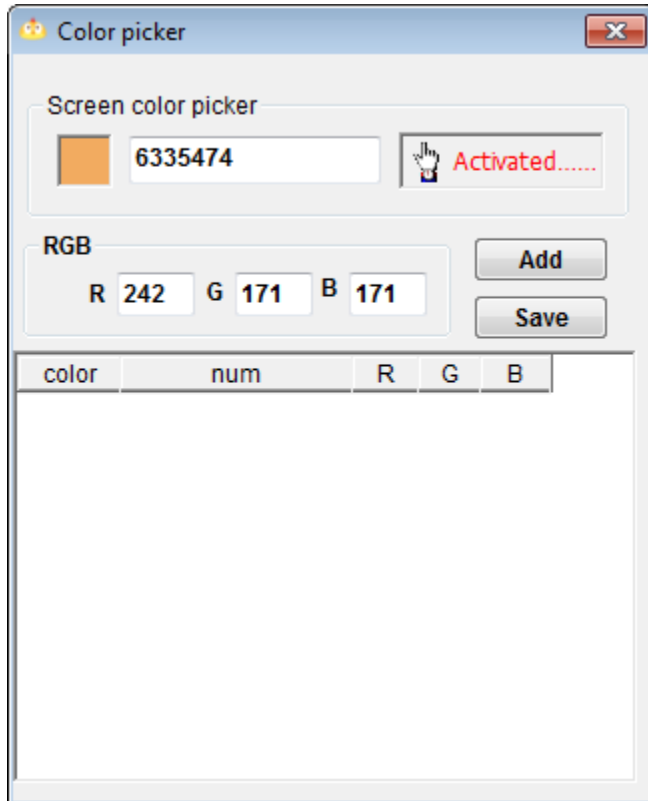 Color picker
Screen color picker
6335474 Activated......
RGB
R 242 G 171 B 171
Add
Save
color num R G B